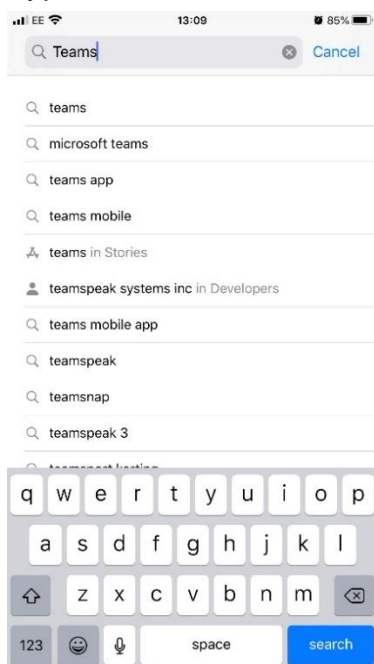 EE 13:09 85%
Teams Cancel
teams
microsoft teams
teams app
teams mobile
teams in Stories
teamspeak systems inc in Developers
teams mobile app
teamspeak
teamsnap
teamspeak 3
q w e r t y u i o p
a s d f g h j k l
z x c v b n m
123 space search